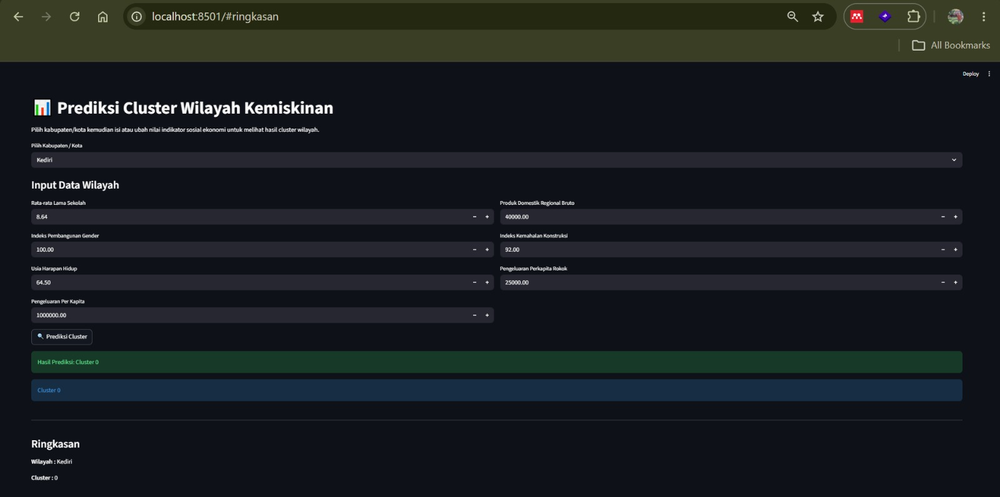 localhost:8501/#ringkasan
All Bookmarks
Deploy
Prediksi Cluster Wilayah Kemiskinan
Pilih kabupaten/kota kemudian isi atau ubah nilai indikator sosial ekonomi untuk melihat hasil cluster wilayah.
Pilih Kabupaten / Kota
Kediri
Input Data Wilayah
Rata-rata Lama Sekolah
8.64
Produk Domestik Regional Bruto
40000.00
Indeks Pembangunan Gender
100.00
Indeks Kemahalan Konstruksi
92.00
Usia Harapan Hidup
64.50
Pengeluaran Perkapita Rokok
25000.00
Pengeluaran Per Kapita
1000000.00
Prediksi Cluster
Hasil Prediksi: Cluster 0
Cluster 0
Ringkasan
Wilayah : Kediri
Cluster : 0